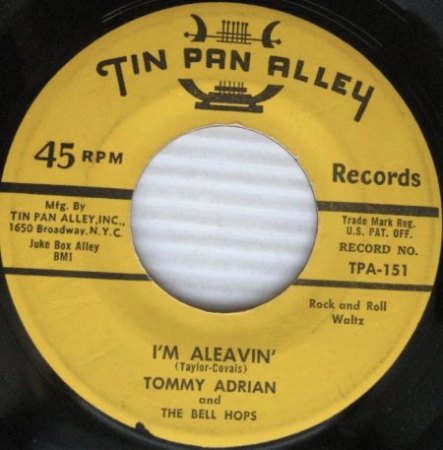 TIN PAN ALLEY
45 RPM
Records
Mfg. By
TIN PAN ALLEY, INC.,
1650 Broadway, N.Y.C.
Juke Box Alley
BMI
Trade Mark Reg.
U.S. PAT. OFF.
RECORD NO.
TPA-151
Rock and Roll
Waltz
I'M ALEAVIN'
(Taylor-Covais)
TOMMY ADRIAN
and
THE BELL HOPS